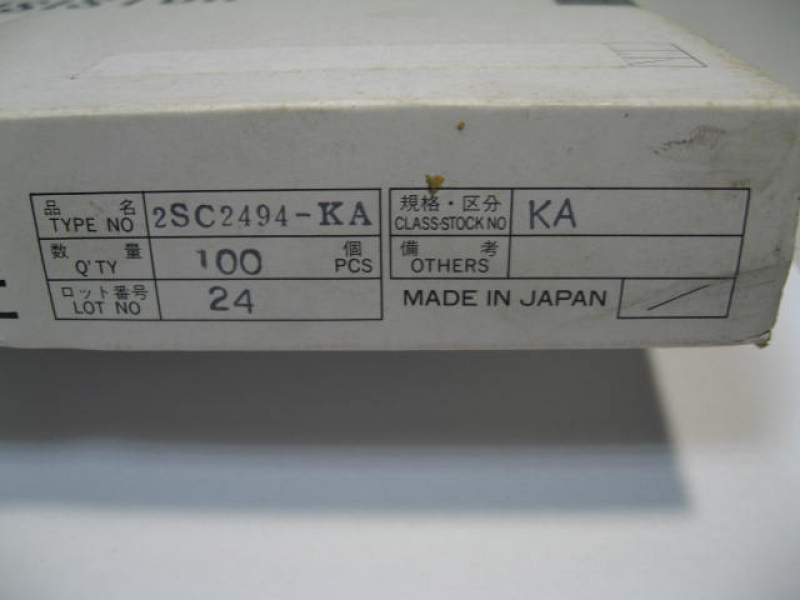 品名 2SC2494-KA
TYPE NO
数量 100 個
Q'TY PCS
ロット番号 24
LOT NO
規格・区分 KA
CLASS·STOCK NO
備考
OTHERS
MADE IN JAPAN